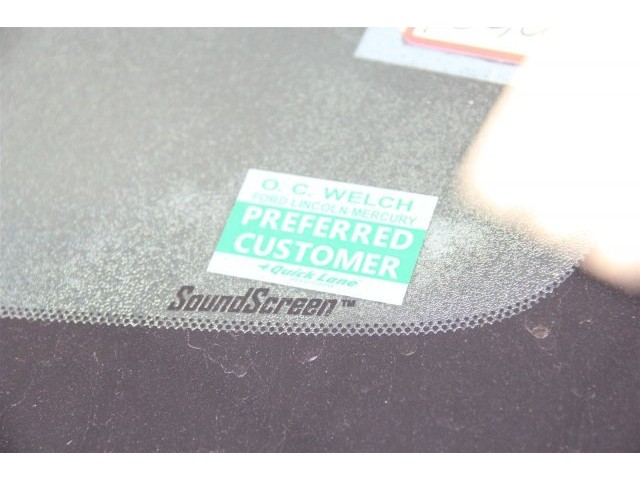 O. C. WELCH
FORD LINCOLN MERCURY
PREFERRED
CUSTOMER
Quick Lane
SoundScreen™